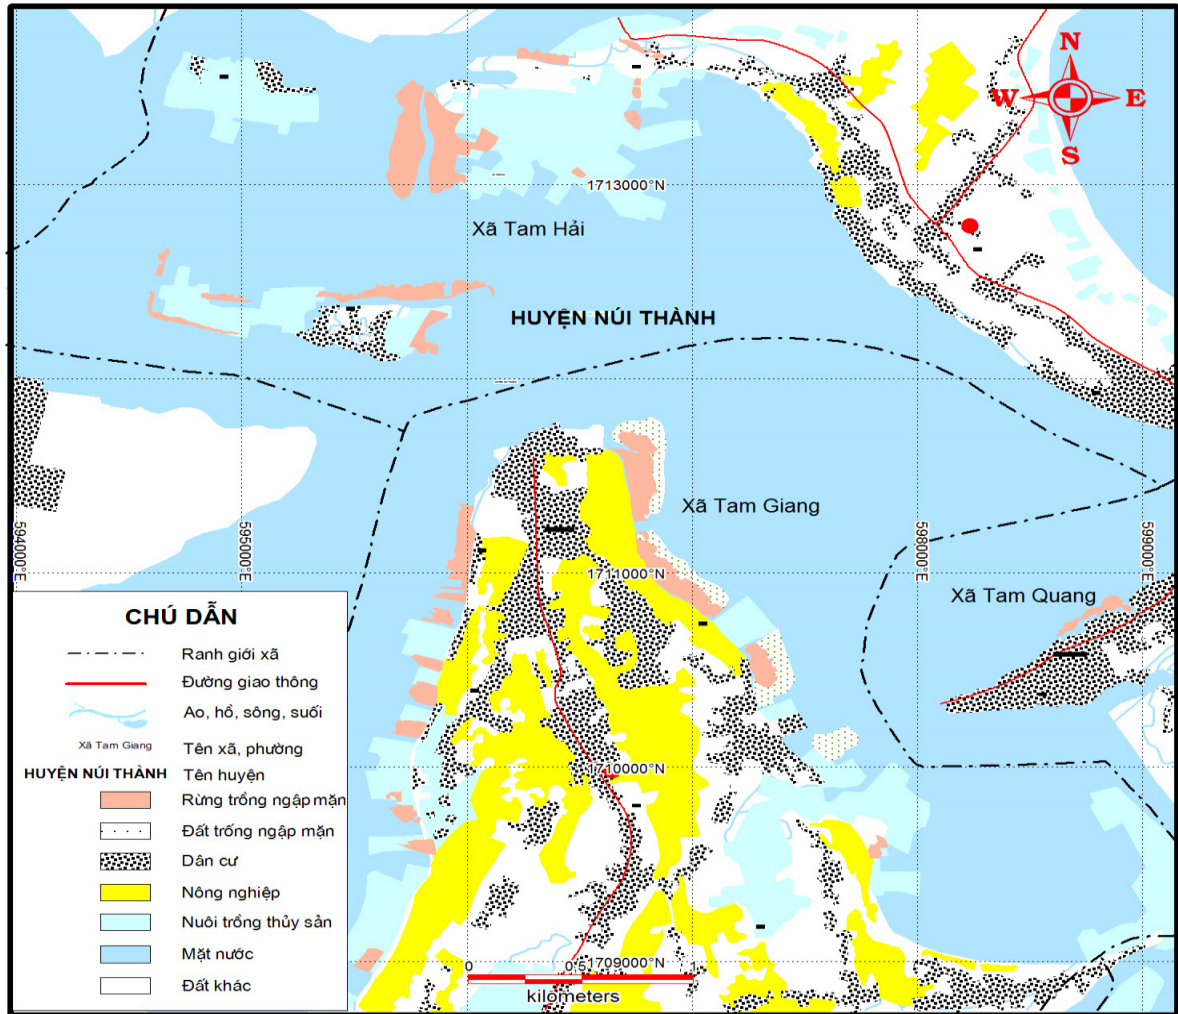 N
W
E
S
1713000°N
Xã Tam Hải
HUYỆN NÚI THÀNH
Xã Tam Giang
594000°E
595000°E
598000°E
599000°E
1711000°N
Xã Tam Quang
CHÚ DẪN
Ranh giới xã
Đường giao thông
Ao, hồ, sông, suối
Xã Tam Giang
Tên xã, phường
HUYỆN NÚI THÀNH
Tên huyện
Rừng trồng ngập mặn
Đất trống ngập mặn
Dân cư
Nông nghiệp
Nuôi trồng thủy sản
Mặt nước
Đất khác
1710000°N
1709000°N
0
0,5
1
kilometers